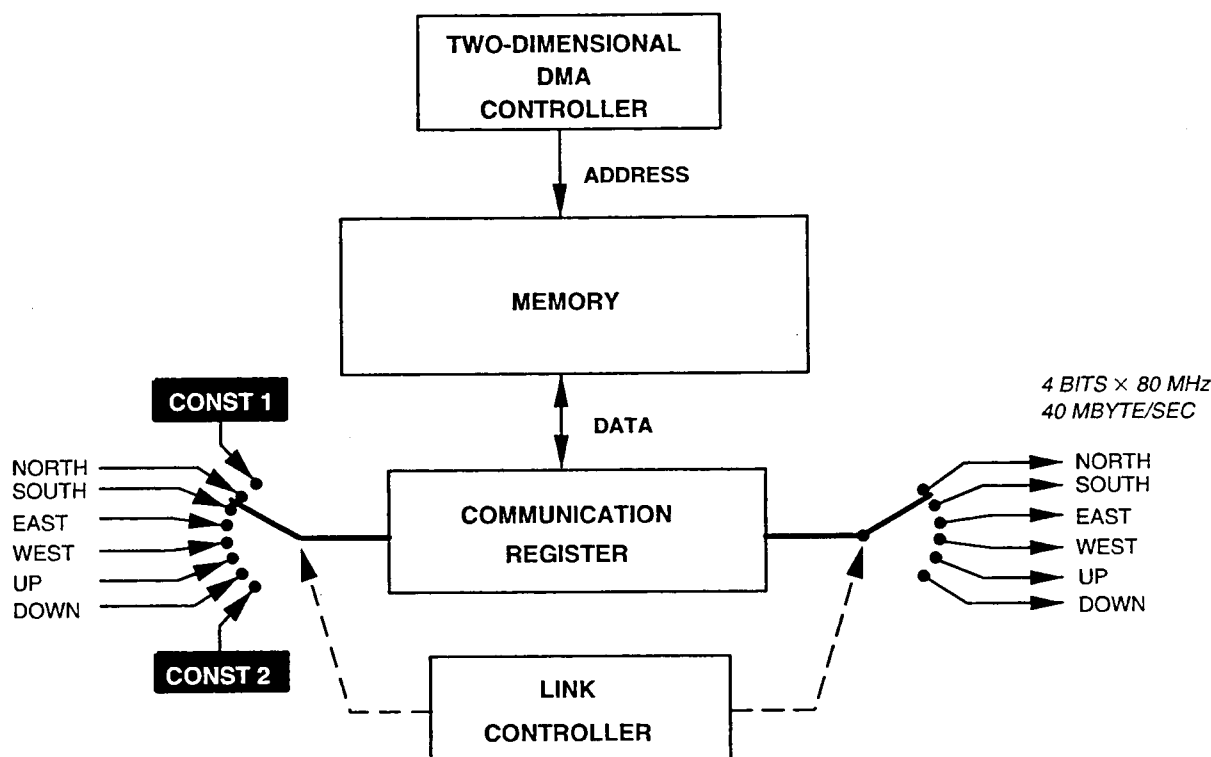 TWO-DIMENSIONAL
DMA
CONTROLLER
ADDRESS
MEMORY
CONST 1
4 BITS × 80 MHz
40 MBYTE/SEC
DATA
NORTH
SOUTH
EAST
WEST
UP
DOWN
COMMUNICATION
REGISTER
NORTH
SOUTH
EAST
WEST
UP
DOWN
CONST 2
LINK
CONTROLLER